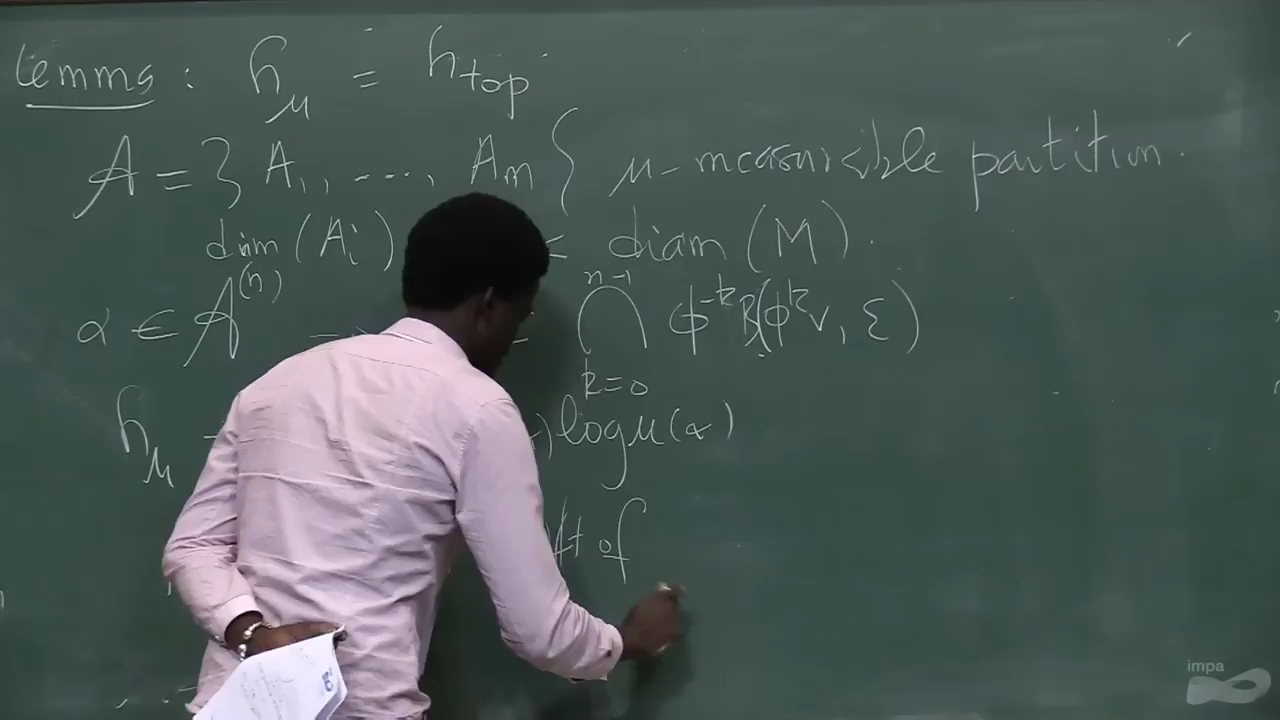 Lemma : h_μ = h_top
A = } A_1, ..., A_m { μ-measurable partition.
dim (A_i) = diam (M).
α ∈ A^(n) → ⋂_{k=0}^{n-1} ϕ^{-k} B(ϕ^k v, ε)
h_μ ) log μ(α)
of
impa